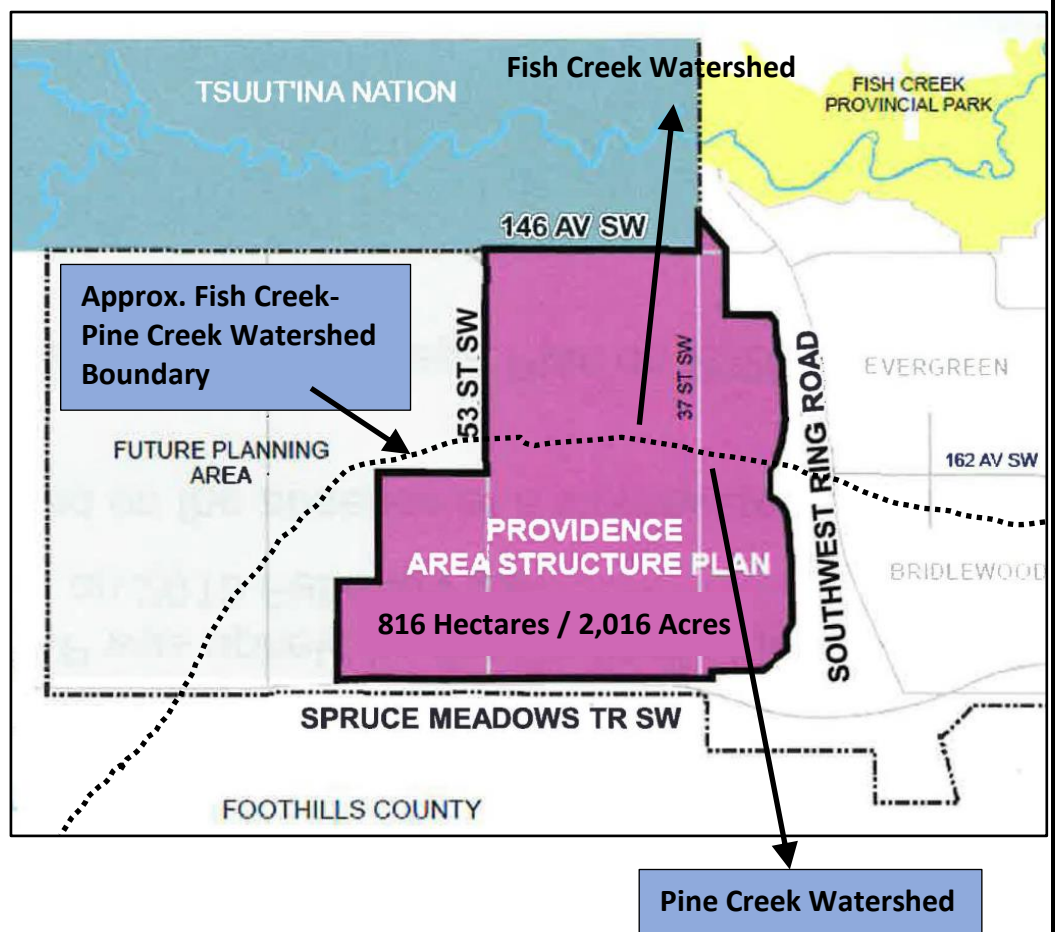 Fish Creek Watershed
TSUUT'INA NATION
FISH CREEK
PROVINCIAL PARK
146 AV SW
Approx. Fish Creek-
Pine Creek Watershed
Boundary
53 ST SW
37 ST SW
SOUTHWEST RING ROAD
EVERGREEN
FUTURE PLANNING
AREA
162 AV SW
PROVIDENCE
AREA STRUCTURE PLAN
816 Hectares / 2,016 Acres
BRIDLEWOOD
SPRUCE MEADOWS TR SW
FOOTHILLS COUNTY
Pine Creek Watershed